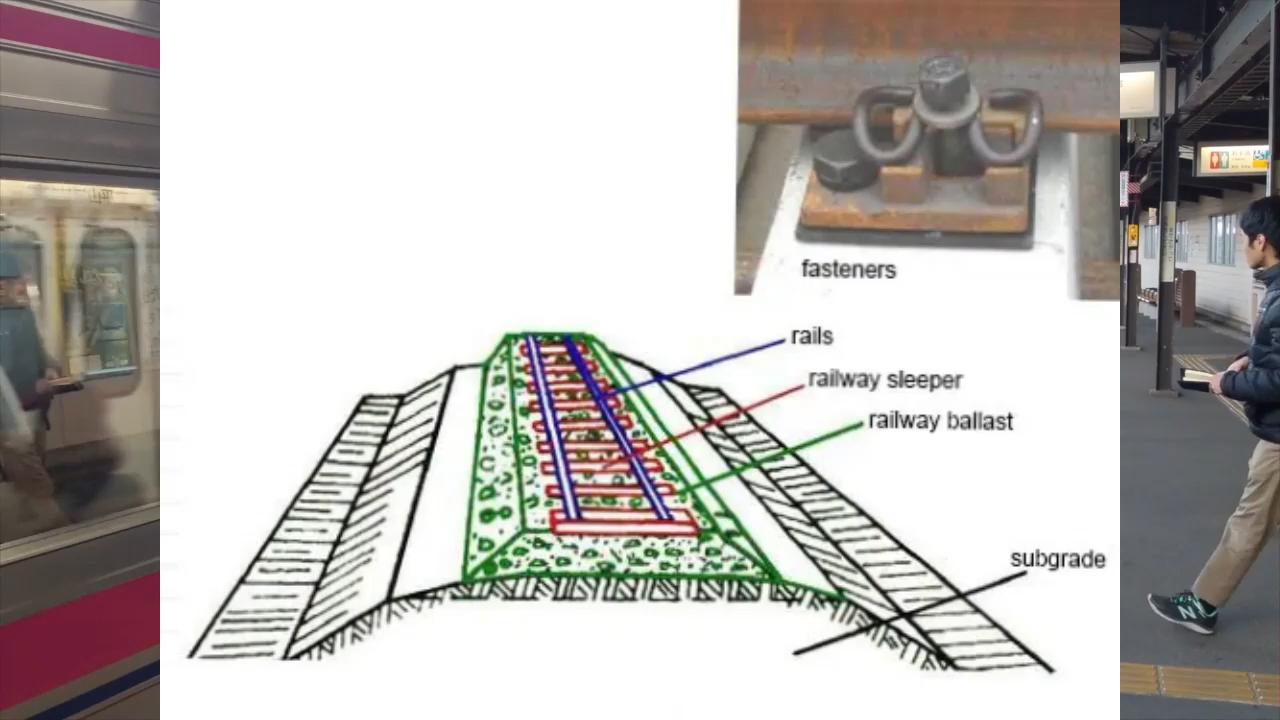 fasteners
rails
railway sleeper
railway ballast
subgrade
N